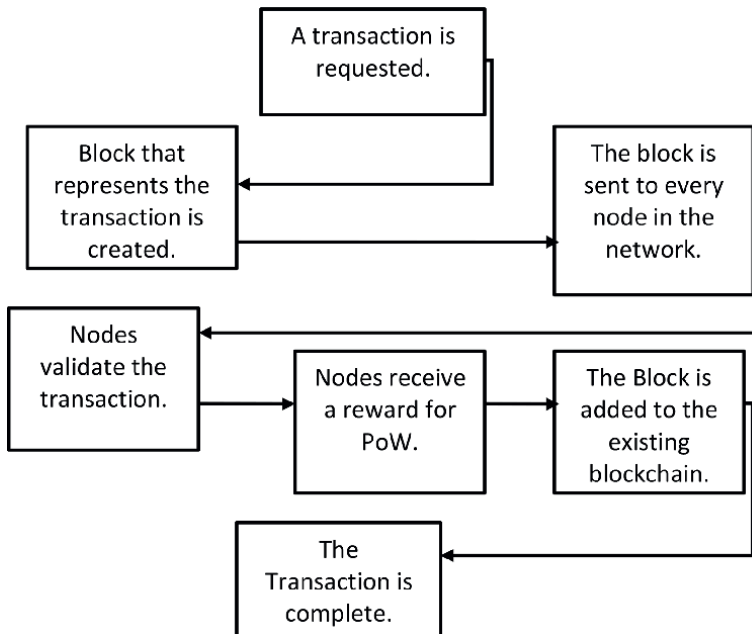 A transaction is
requested.
Block that
represents the
transaction is
created.
The block is
sent to every
node in the
network.
Nodes
validate the
transaction.
Nodes receive
a reward for
PoW.
The Block is
added to the
existing
blockchain.
The
Transaction is
complete.